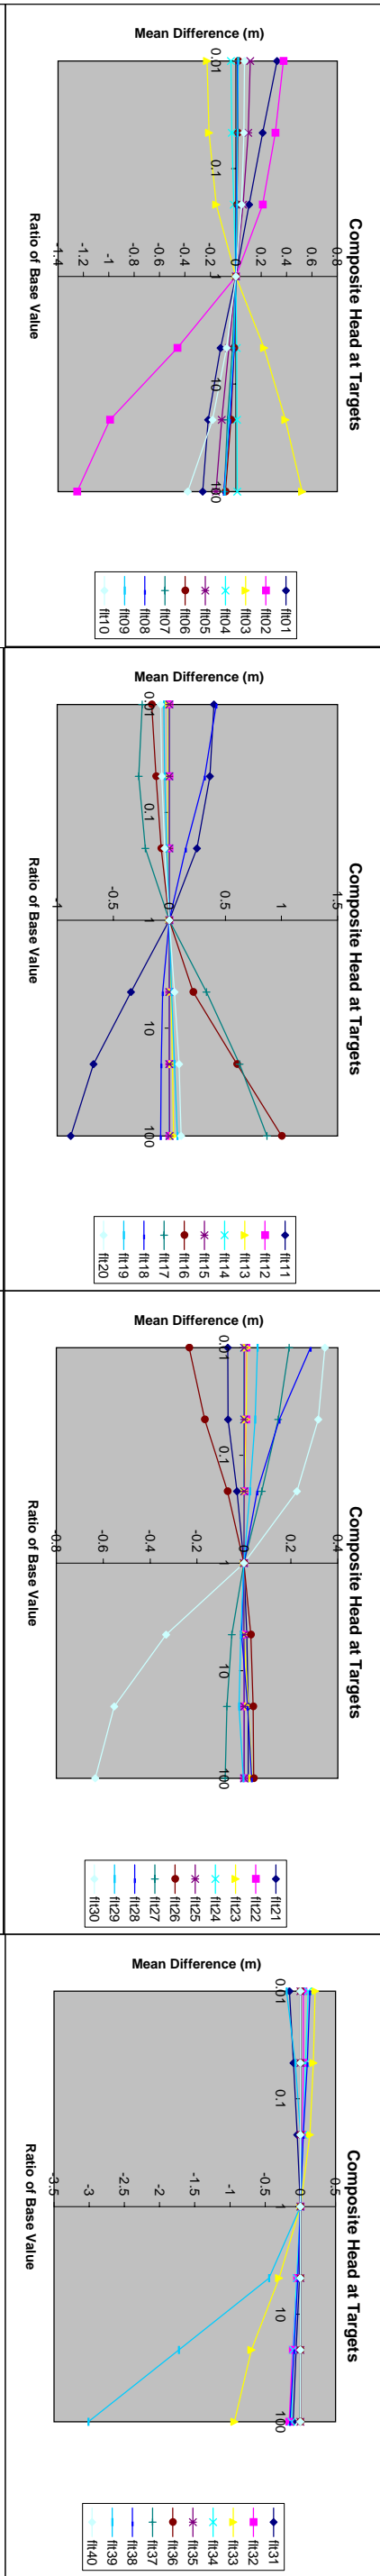 Composite Head at Targets
Mean Difference (m)
0.8
0.6
0.4
0.2
0
-0.2
-0.4
-0.6
-0.8
-1
-1.2
-1.4
0.01
0.1
1
10
100
Ratio of Base Value
flt01
flt02
flt03
flt04
flt05
flt06
flt07
flt08
flt09
flt10
Composite Head at Targets
Mean Difference (m)
1.5
1
0.5
0
-0.5
-1
0.01
0.1
1
10
100
Ratio of Base Value
flt11
flt12
flt13
flt14
flt15
flt16
flt17
flt18
flt19
flt20
Composite Head at Targets
Mean Difference (m)
0.4
0.2
0
-0.2
-0.4
-0.6
-0.8
0.01
0.1
1
10
100
Ratio of Base Value
flt21
flt22
flt23
flt24
flt25
flt26
flt27
flt28
flt29
flt30
Composite Head at Targets
Mean Difference (m)
0.5
0
-0.5
-1
-1.5
-2
-2.5
-3
-3.5
0.01
0.1
1
10
100
Ratio of Base Value
flt31
flt32
flt33
flt34
flt35
flt36
flt37
flt38
flt39
flt40